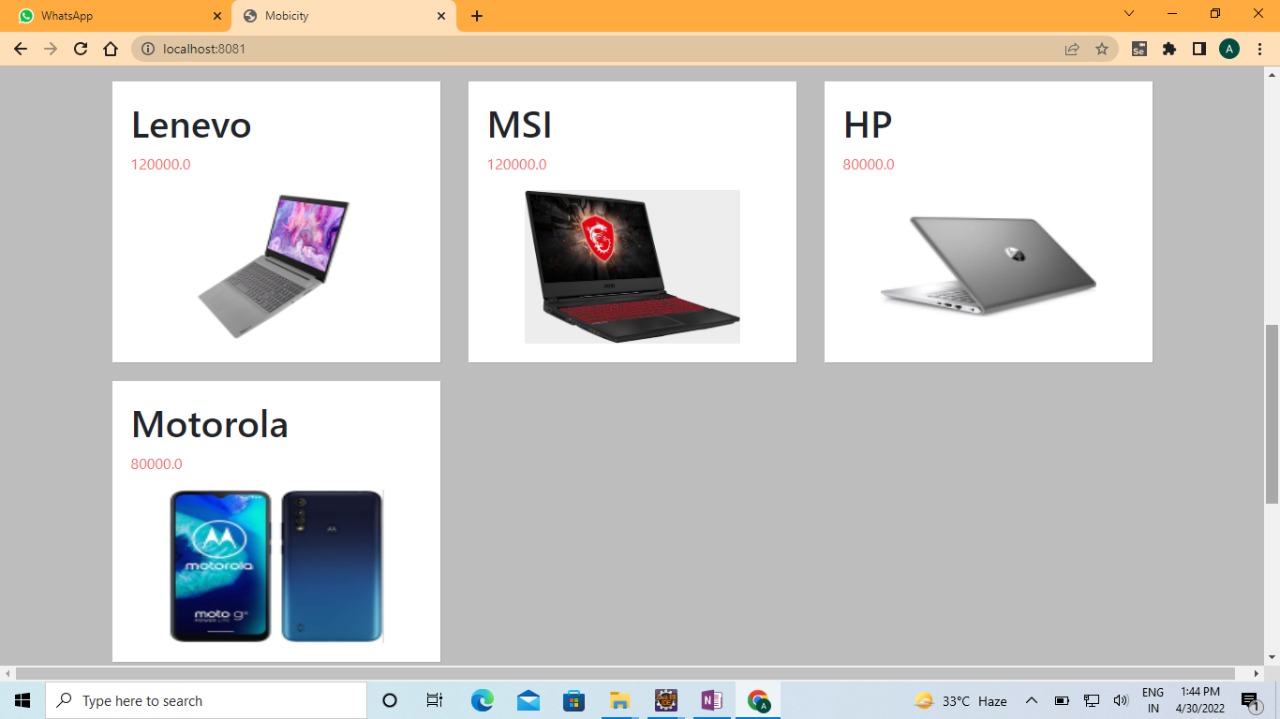 WhatsApp
Mobicity
localhost:8081
A
Lenevo
120000.0
MSI
120000.0
HP
80000.0
Motorola
80000.0
motorola
moto g
Type here to search
33°C Haze
ENG
IN
1:44 PM
4/30/2022
1